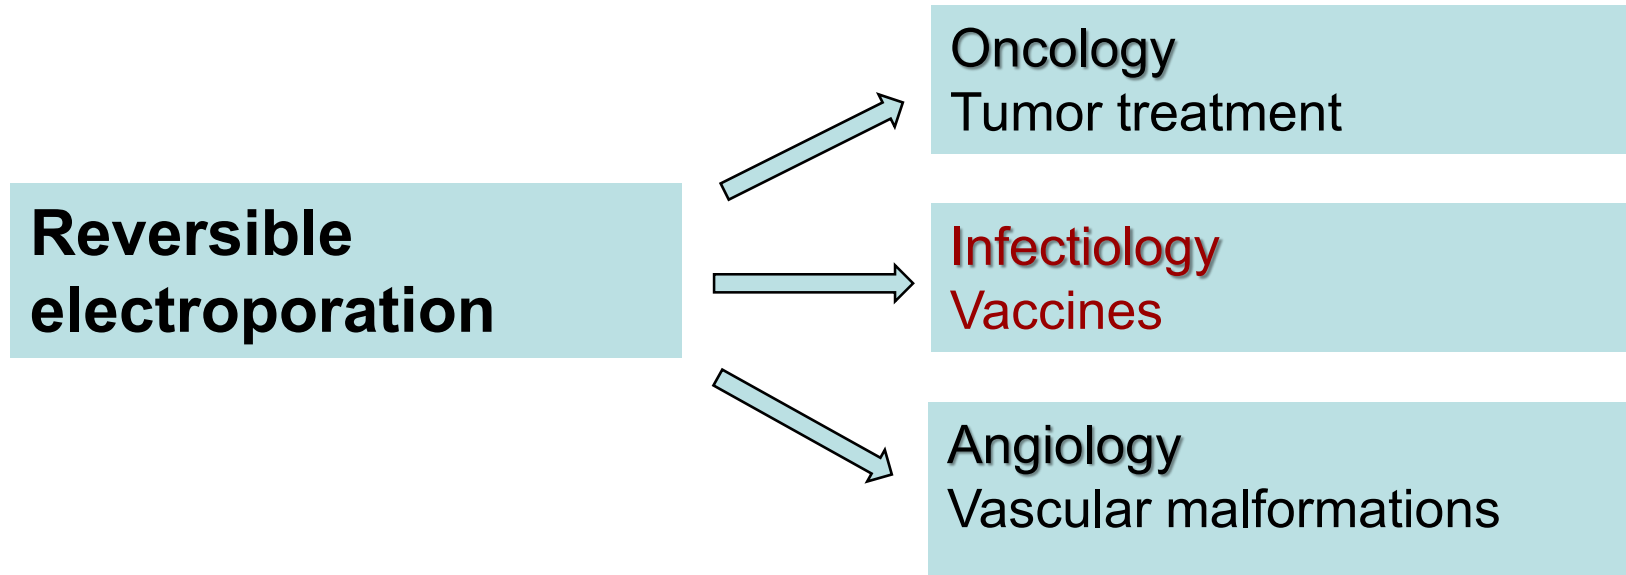 Reversible
electroporation
Oncology
Tumor treatment
Infectiology
Vaccines
Angiology
Vascular malformations